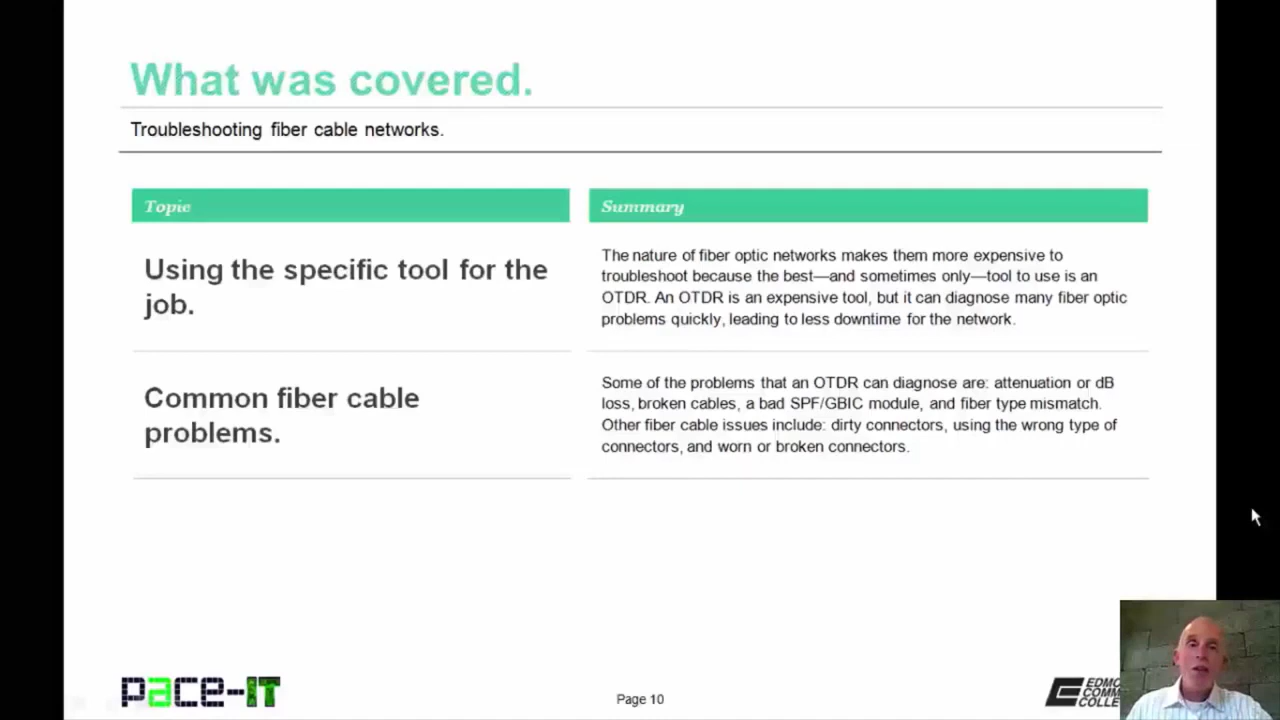 What was covered.
Troubleshooting fiber cable networks.
Topic
Summary
Using the specific tool for the
job.
The nature of fiber optic networks makes them more expensive to
troubleshoot because the best—and sometimes only—tool to use is an
OTDR. An OTDR is an expensive tool, but it can diagnose many fiber optic
problems quickly, leading to less downtime for the network.
Common fiber cable
problems.
Some of the problems that an OTDR can diagnose are: attenuation or dB
loss, broken cables, a bad SPF/GBIC module, and fiber type mismatch.
Other fiber cable issues include: dirty connectors, using the wrong type of
connectors, and worn or broken connectors.
pace-IT
Page 10